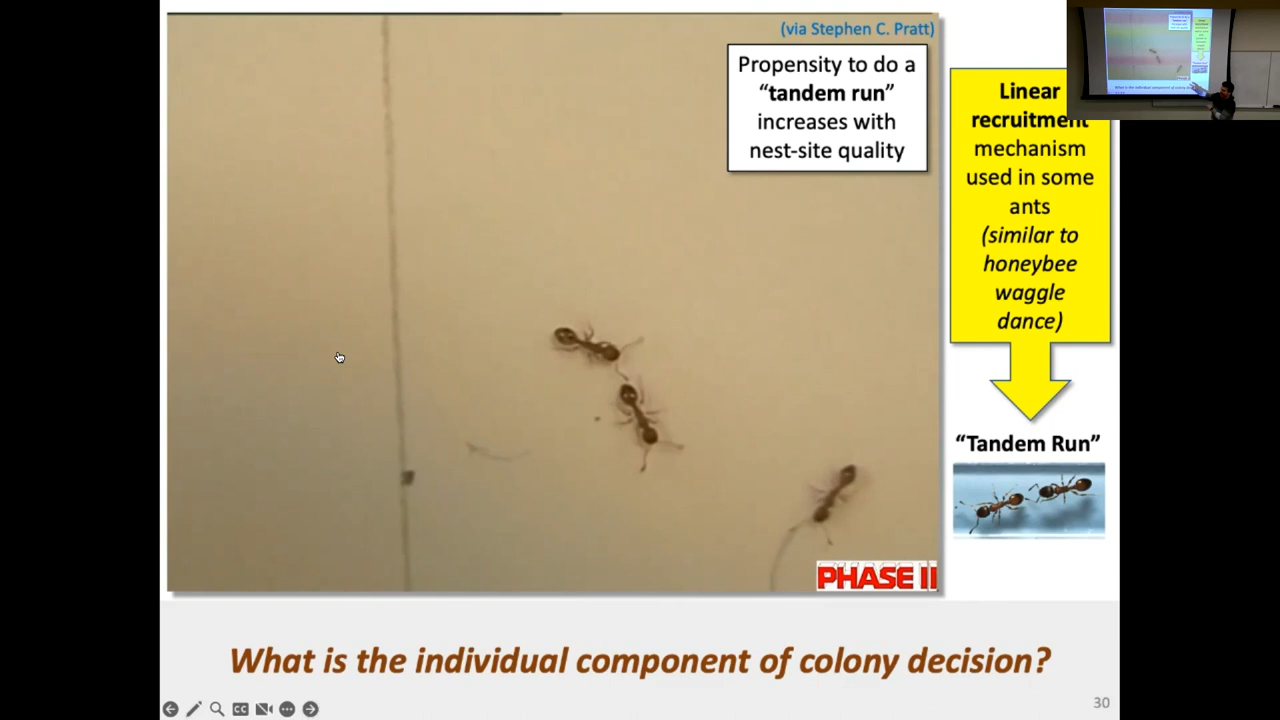 (via Stephen C. Pratt)
Propensity to do a
“tandem run”
increases with
nest-site quality
Linear
recruitment
mechanism
used in some
ants
(similar to
honeybee
waggle
dance)
“Tandem Run”
PHASE II
What is the individual component of colony decision?
CC
30